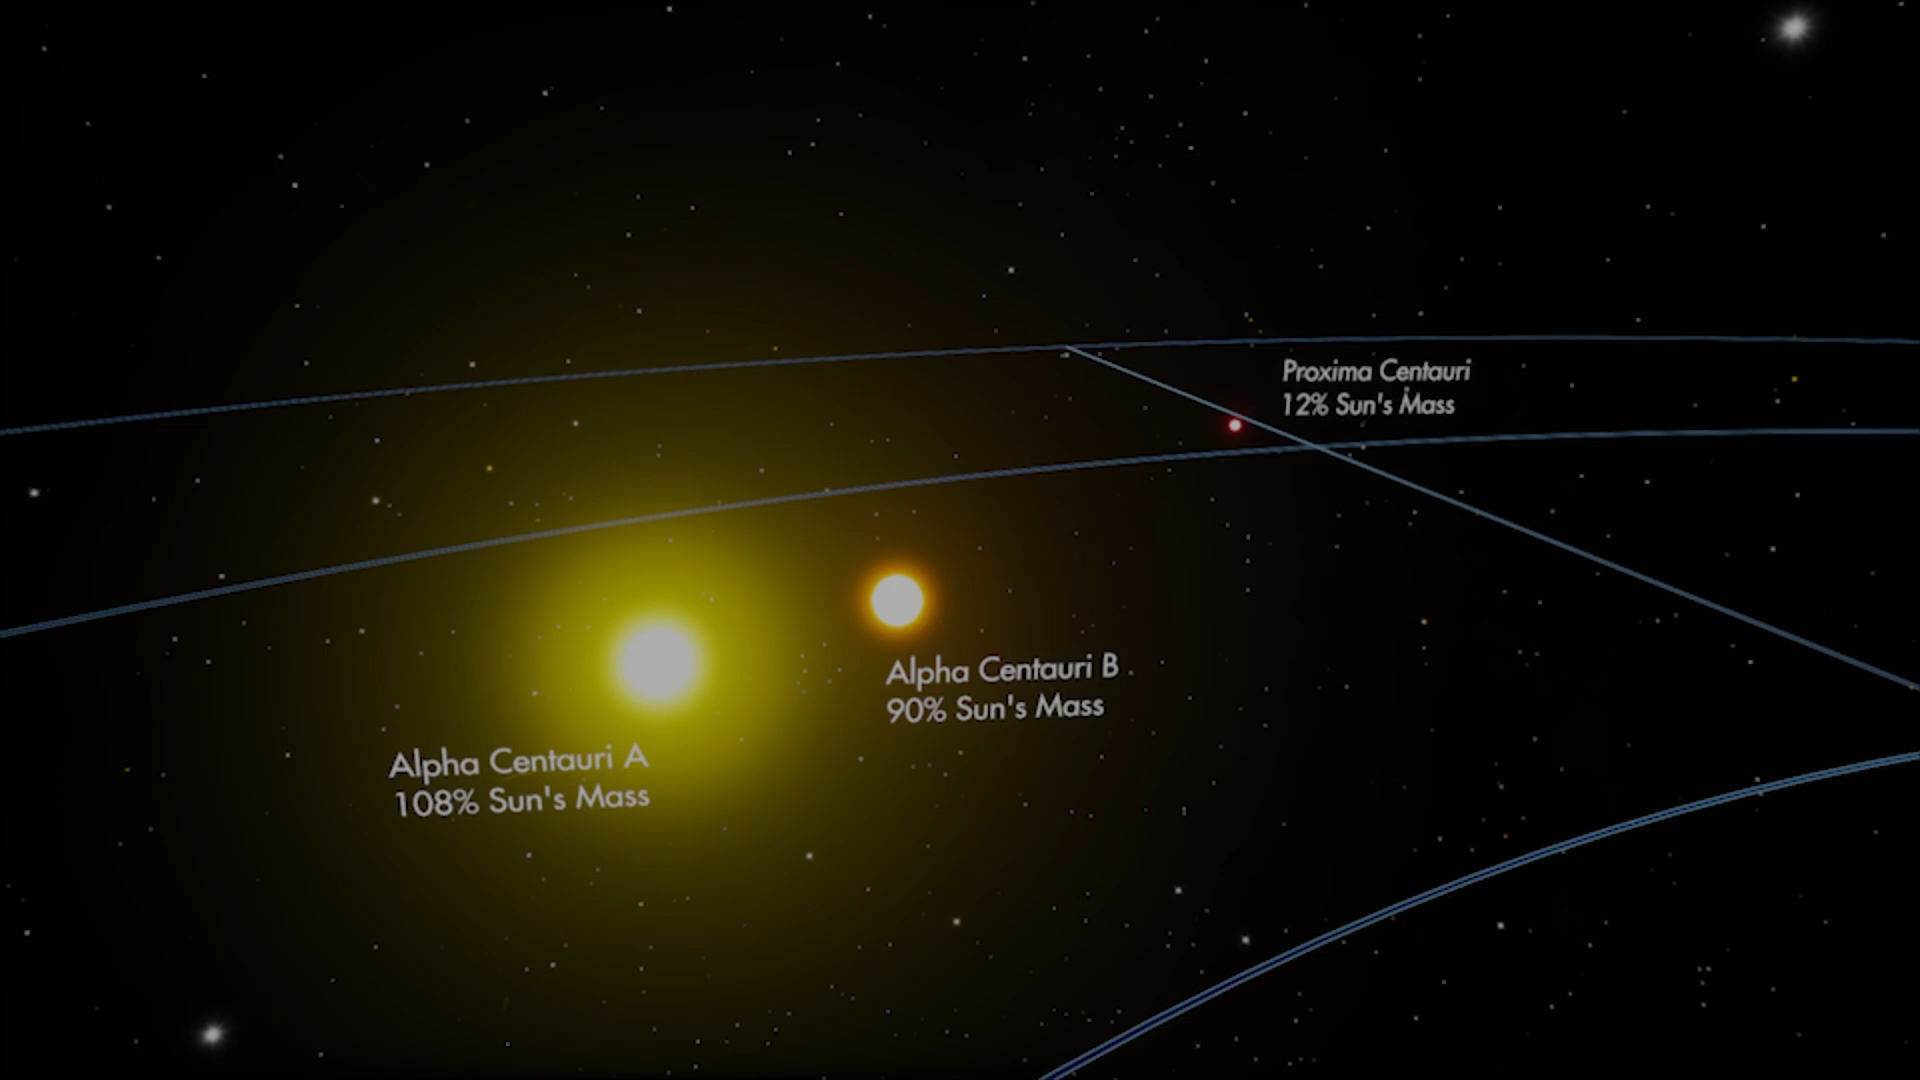 Proxima Centauri
12% Sun's Mass
Alpha Centauri B
90% Sun's Mass
Alpha Centauri A
108% Sun's Mass